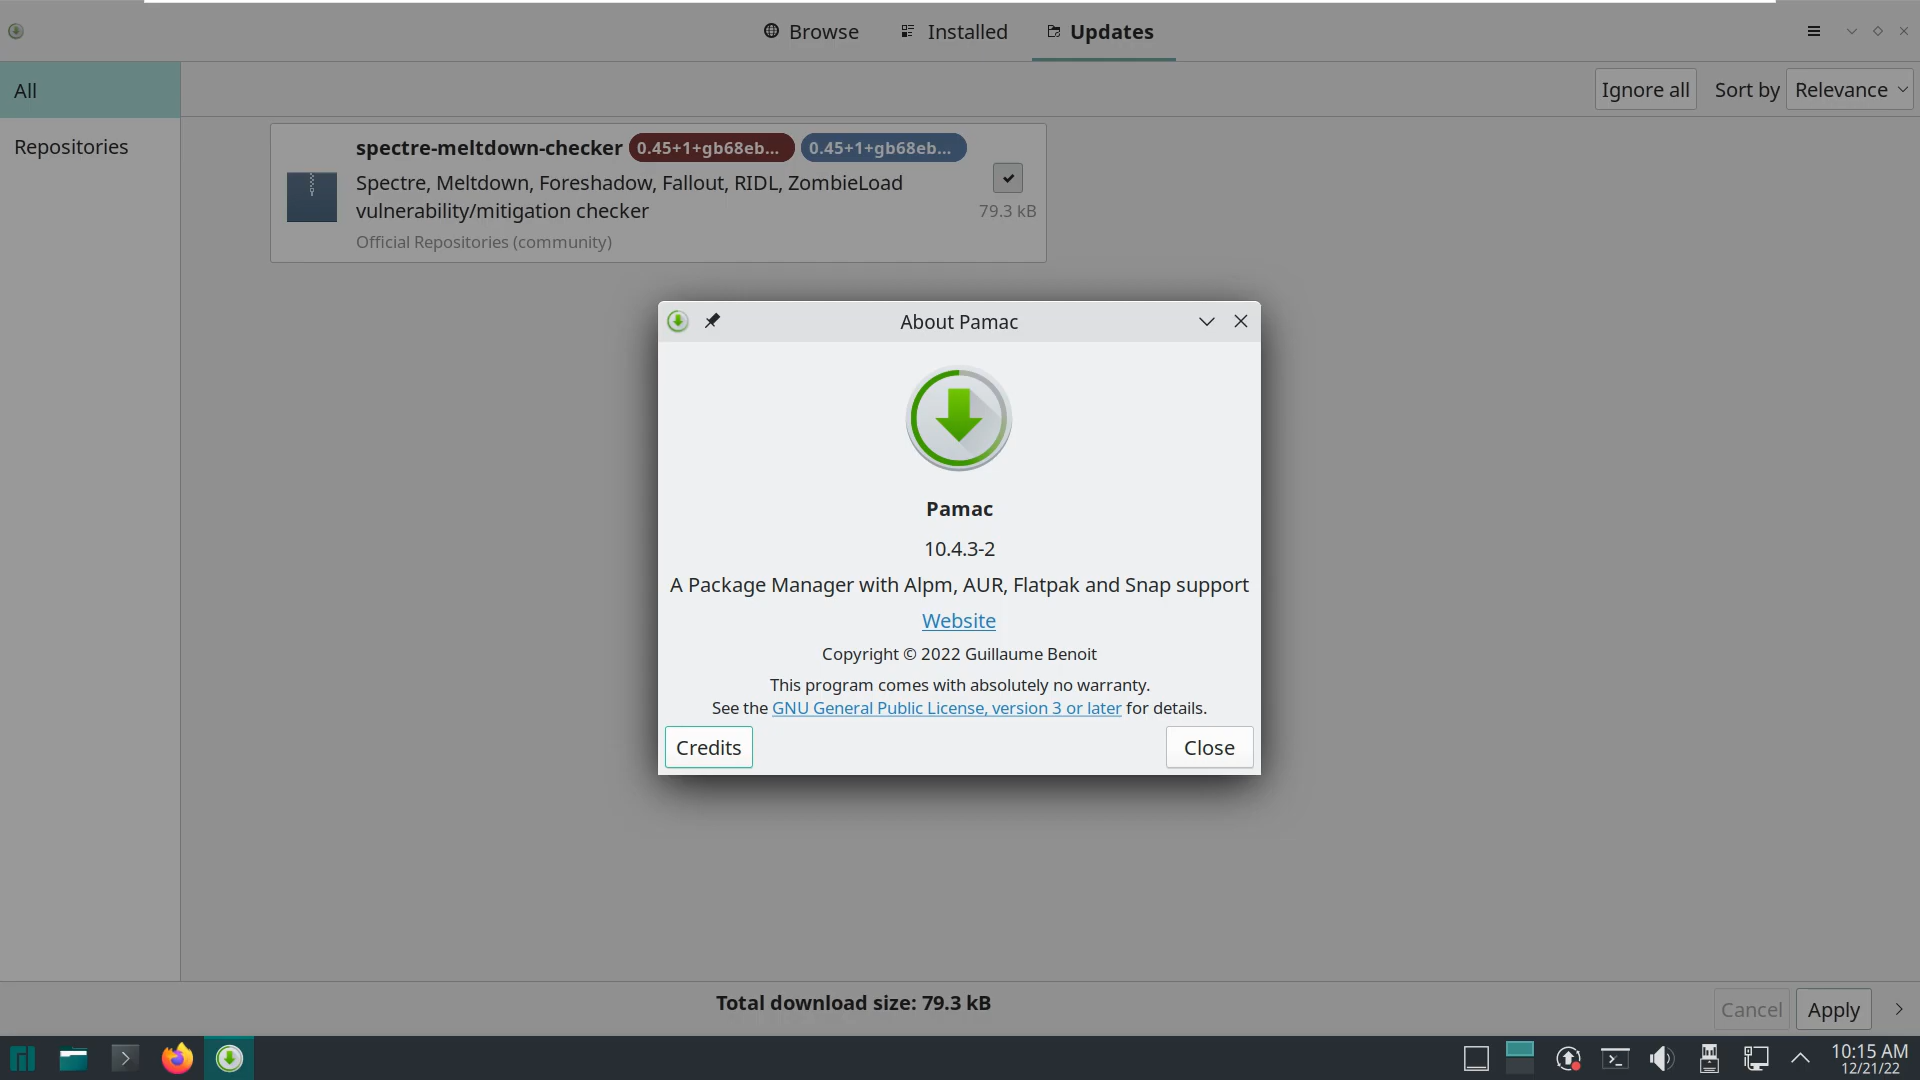 Browse
Installed
Updates
All
Ignore all
Sort by
Relevance
Repositories
spectre-meltdown-checker
0.45+1+gb68eb...
0.45+1+gb68eb...
Spectre, Meltdown, Foreshadow, Fallout, RIDL, ZombieLoad
vulnerability/mitigation checker
79.3 kB
Official Repositories (community)
About Pamac
Pamac
10.4.3-2
A Package Manager with Alpm, AUR, Flatpak and Snap support
Website
Copyright © 2022 Guillaume Benoit
This program comes with absolutely no warranty.
See the GNU General Public License, version 3 or later for details.
Credits
Close
Total download size: 79.3 kB
Cancel
Apply
10:15 AM
12/21/22